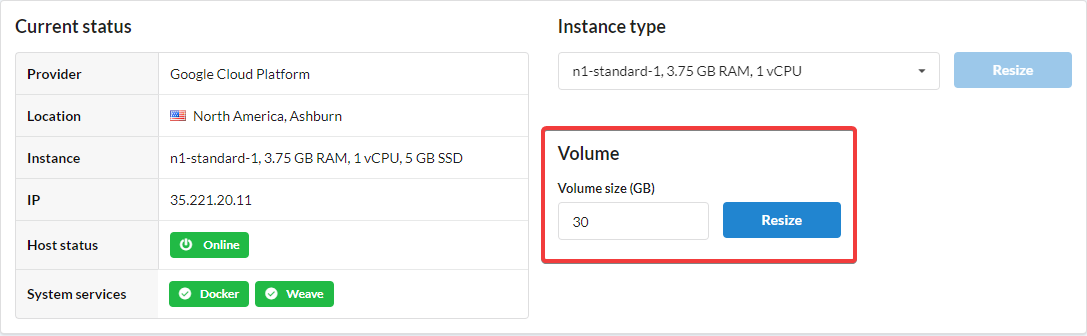 Current status
Provider
Google Cloud Platform
Location
North America, Ashburn
Instance
n1-standard-1, 3.75 GB RAM, 1 vCPU, 5 GB SSD
IP
35.221.20.11
Host status
Online
System services
Docker
Weave
Instance type
n1-standard-1, 3.75 GB RAM, 1 vCPU
Resize
Volume
Volume size (GB)
30
Resize